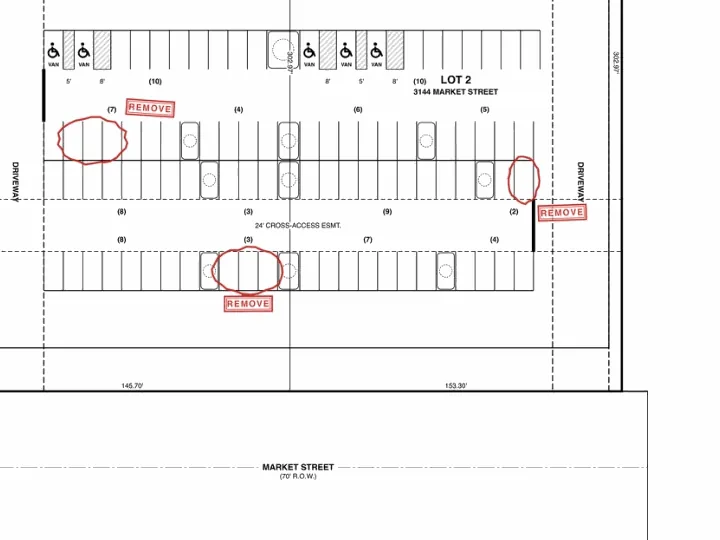 302.97'
302.97'
VAN VAN VAN VAN VAN
5' 8' (10) 8' 5' 8' (10) LOT 2
3144 MARKET STREET
(7) REMOVE (4) (6) (5)
DRIVEWAY
DRIVEWAY
(8) (3) (9) (2) REMOVE
24' CROSS-ACCESS ESMT.
(8) (3) (7) (4)
REMOVE
145.70' 153.30'
MARKET STREET
(70' R.O.W.)